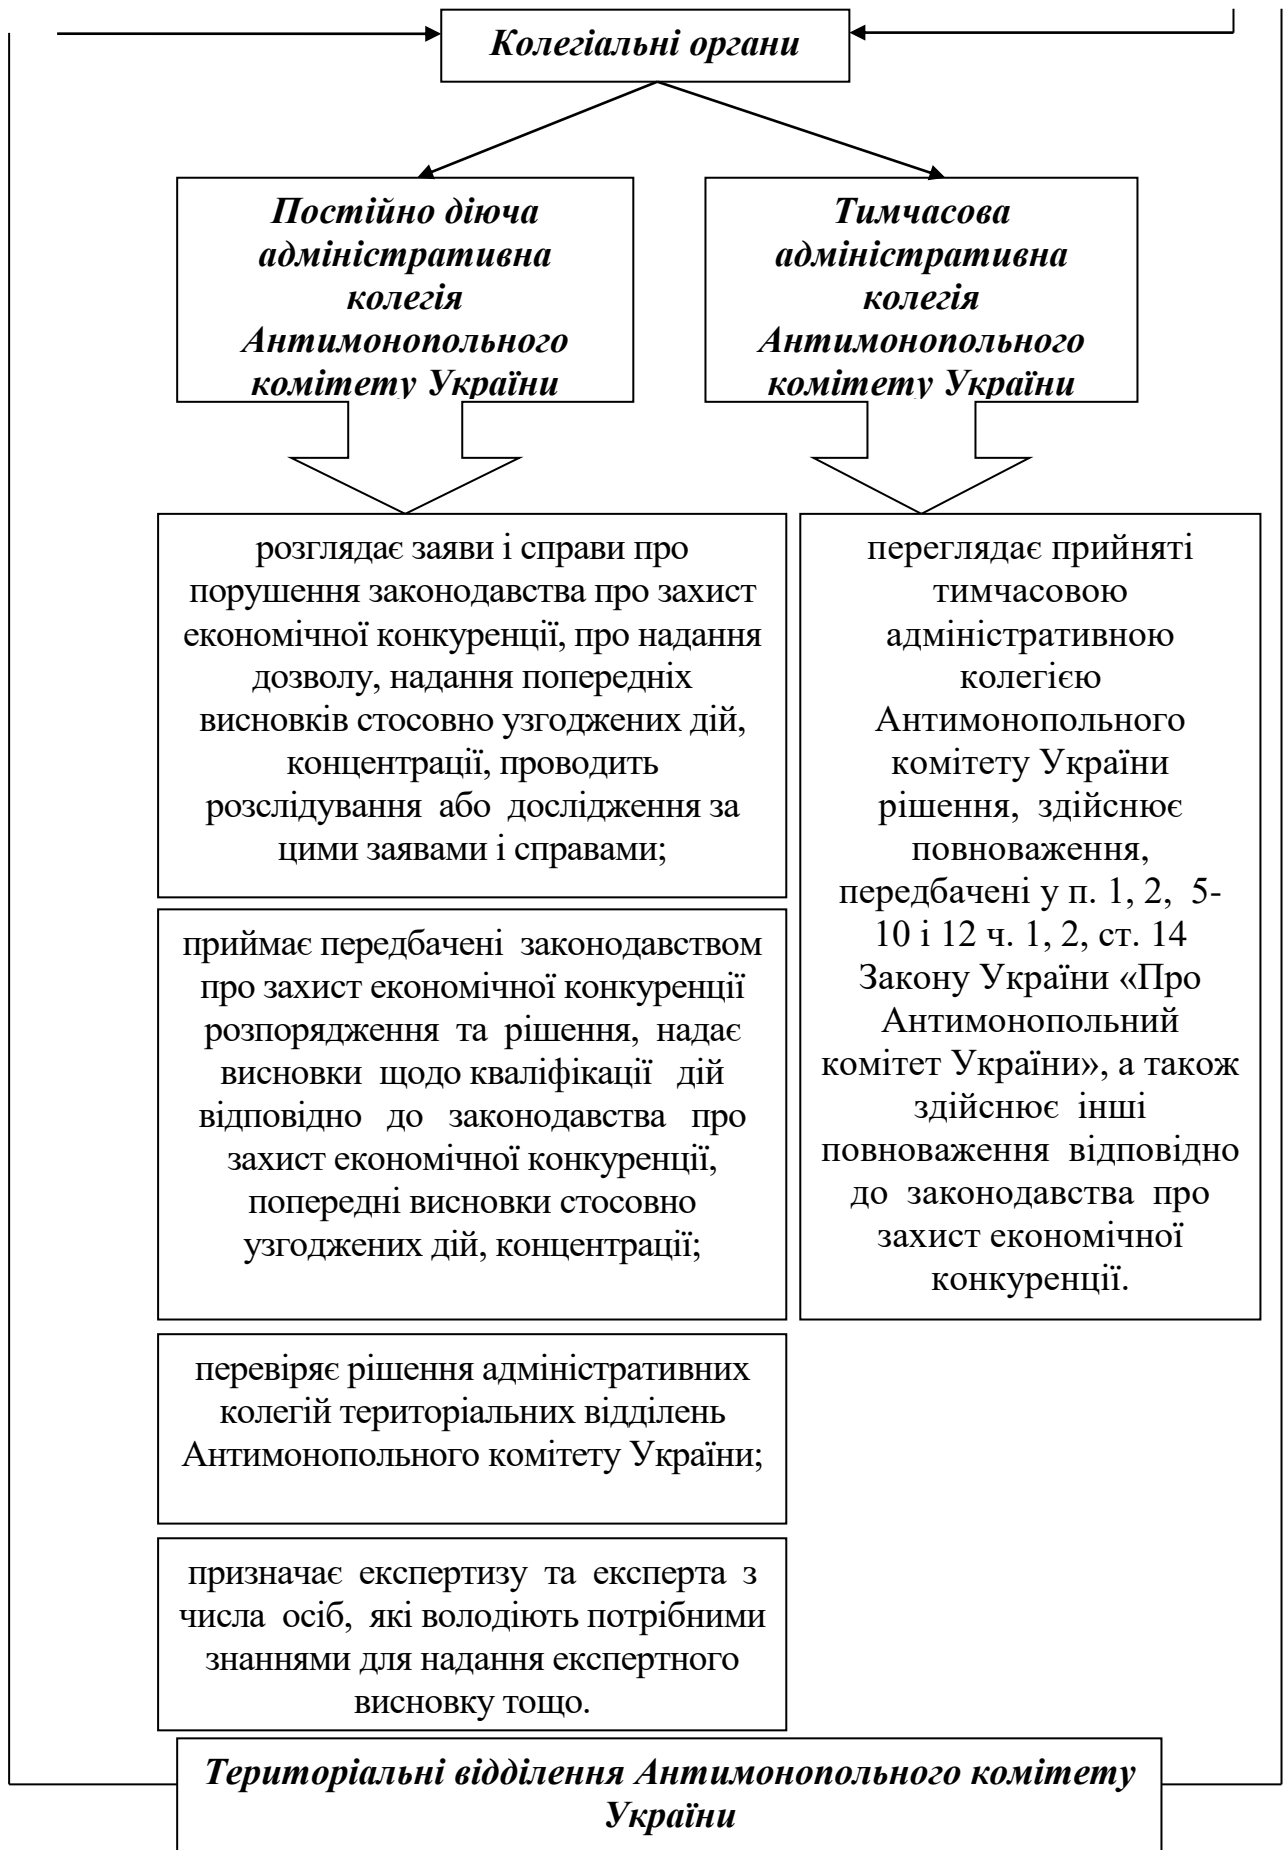 Колегіальні органи
Постійно діюча
адміністративна
колегія
Антимонопольного
комітету України
Тимчасова
адміністративна
колегія
Антимонопольного
комітету України
розглядає заяви і справи про
порушення законодавства про захист
економічної конкуренції, про надання
дозволу, надання попередніх
висновків стосовно узгоджених дій,
концентрації, проводить
розслідування або дослідження за
цими заявами і справами;
приймає передбачені законодавством
про захист економічної конкуренції
розпорядження та рішення, надає
висновки щодо кваліфікації дій
відповідно до законодавства про
захист економічної конкуренції,
попередні висновки стосовно
узгоджених дій, концентрації;
перевіряє рішення адміністративних
колегій територіальних відділень
Антимонопольного комітету України;
призначає експертизу та експерта з
числа осіб, які володіють потрібними
знаннями для надання експертного
висновку тощо.
переглядає прийняті
тимчасовою
адміністративною
колегією
Антимонопольного
комітету України
рішення, здійснює
повноваження,
передбачені у п. 1, 2, 5-
10 і 12 ч. 1, 2, ст. 14
Закону України «Про
Антимонопольний
комітет України», а також
здійснює інші
повноваження відповідно
до законодавства про
захист економічної
конкуренції.
Територіальні відділення Антимонопольного комітету
України